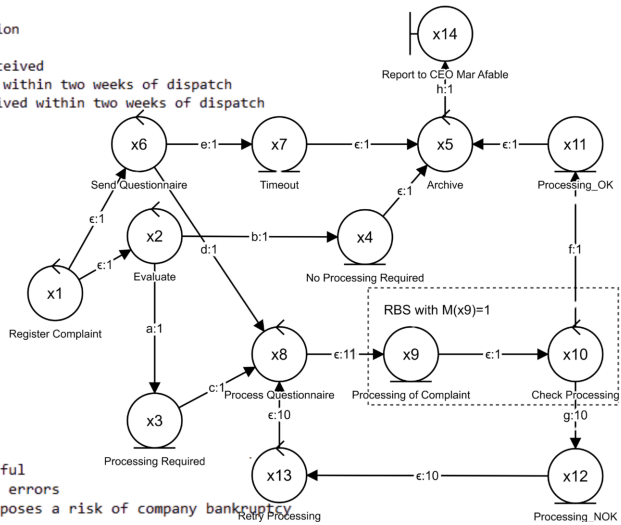 ion
ceived
within two weeks of dispatch
ived within two weeks of dispatch
x14
Report to CEO Mar Afable
h:1
x6
e:1
x7
ϵ:1
x5
ϵ:1
x11
Send Questionnaire
Timeout
Archive
Processing_OK
ϵ:1
ϵ:1
x2
b:1
x4
d:1
f:1
ϵ:1
Evaluate
No Processing Required
x1
RBS with M(x9)=1
Register Complaint
a:1
x8
ϵ:11
x9
ϵ:1
x10
c:1
Process Questionnaire
Processing of Complaint
Check Processing
x3
ϵ:10
g:10
Processing Required
ful
errors
poses a risk of company bankruptcy
x13
ϵ:10
x12
Retry Processing
Processing_NOK